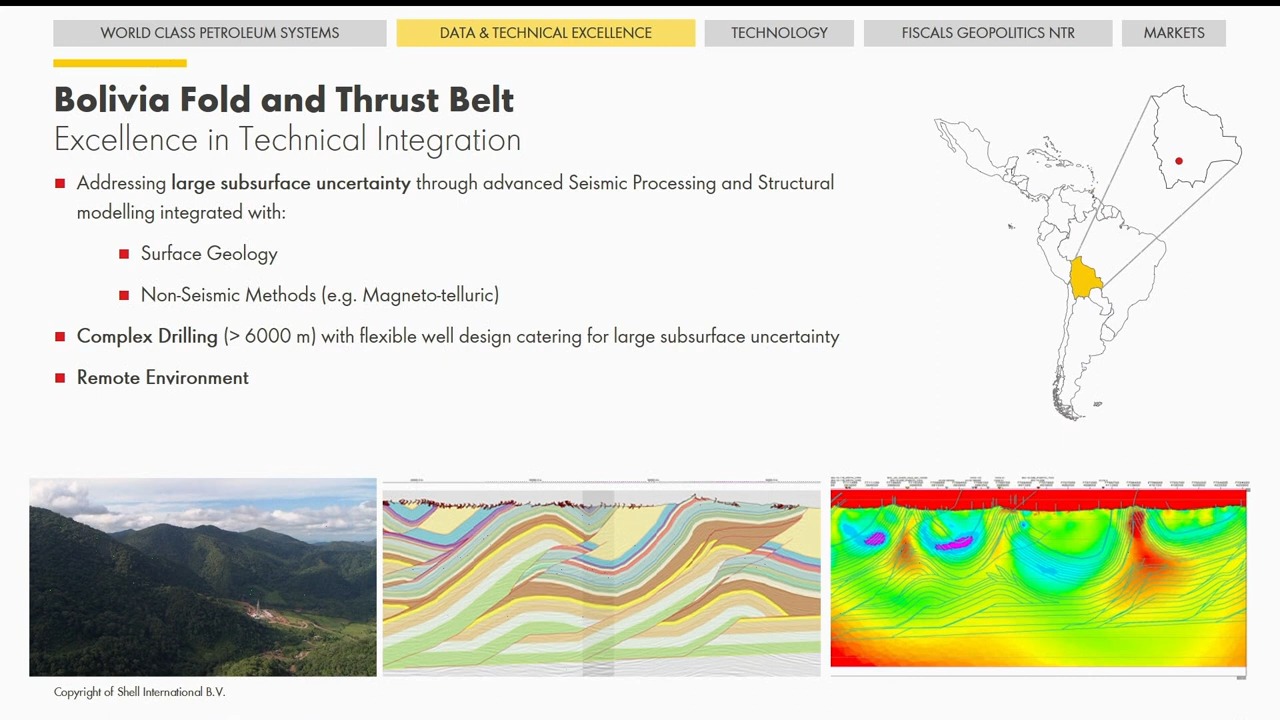 WORLD CLASS PETROLEUM SYSTEMS
DATA & TECHNICAL EXCELLENCE
TECHNOLOGY
FISCALS GEOPOLITICS NTR
MARKETS
Bolivia Fold and Thrust Belt
Excellence in Technical Integration
Addressing large subsurface uncertainty through advanced Seismic Processing and Structural
modelling integrated with:
Surface Geology
Non-Seismic Methods (e.g. Magneto-telluric)
Complex Drilling (> 6000 m) with flexible well design catering for large subsurface uncertainty
Remote Environment
Copyright of Shell International B.V.